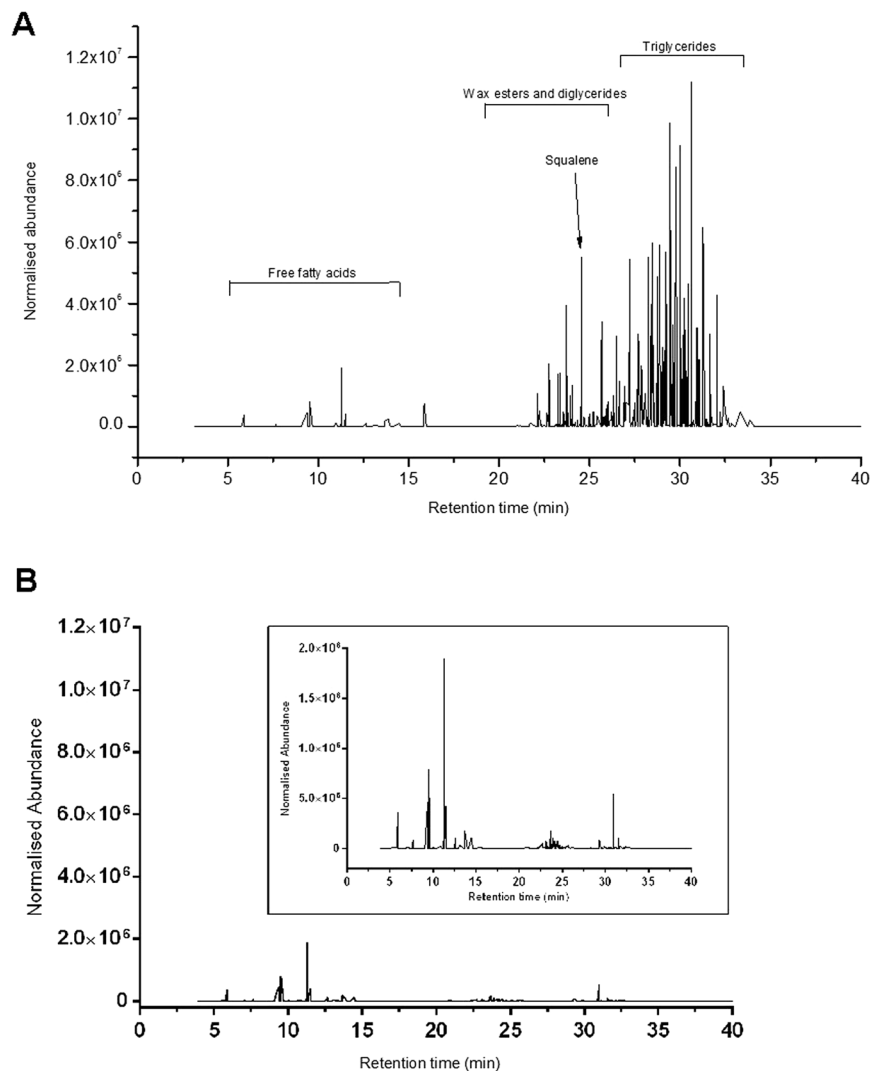 A
Triglycerides
Wax esters and diglycerides
Squalene
Free fatty acids
Normalised abundance
1.2x10⁷
1.0x10⁷
8.0x10⁶
6.0x10⁶
4.0x10⁶
2.0x10⁶
0.0
0 5 10 15 20 25 30 35 40
Retention time (min)
B
Normalised Abundance
1.2×10⁷
1.0×10⁷
8.0×10⁶
6.0×10⁶
4.0×10⁶
2.0×10⁶
0
Normalised Abundance
2.0×10⁶
1.5×10⁶
1.0×10⁶
5.0×10⁵
0
0 5 10 15 20 25 30 35 40
Retention time (min)
0 5 10 15 20 25 30 35 40
Retention time (min)